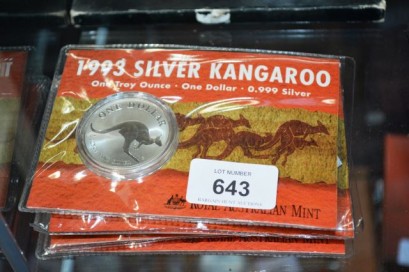 1993 SILVER KANGAROO
One Troy Ounce · One Dollar · 0.999 Silver
ONE DOLLAR
LOT NUMBER
643
ROYAL AUSTRALIAN MINT